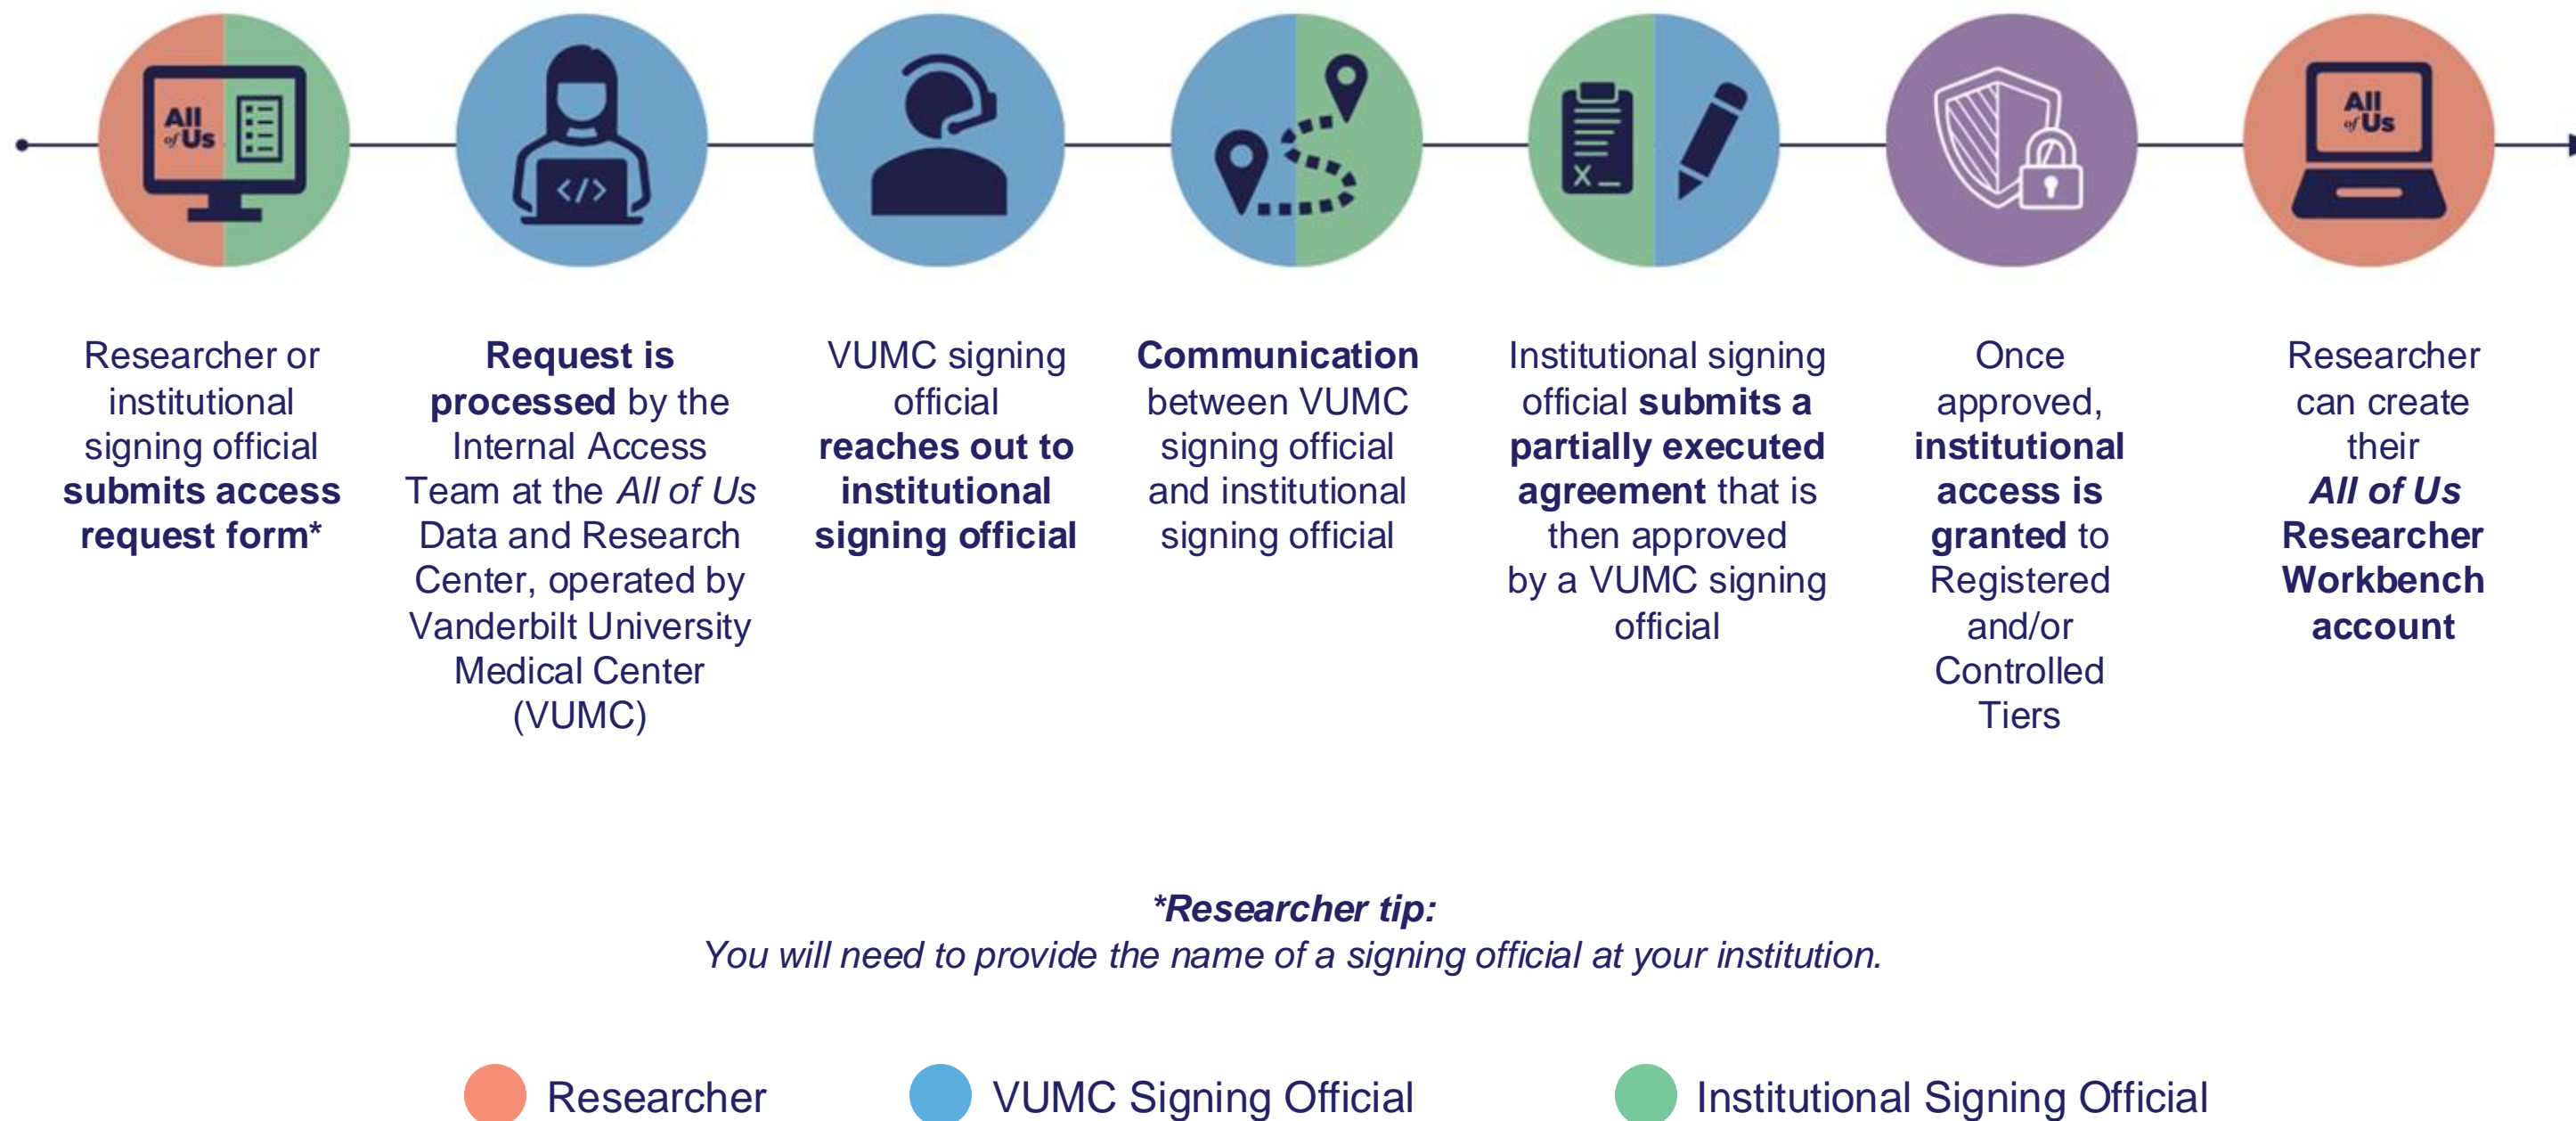 All
of Us
</>
X
All
of Us
Researcher or
institutional
signing official
submits access
request form*
Request is
processed by the
Internal Access
Team at the All of Us
Data and Research
Center, operated by
Vanderbilt University
Medical Center
(VUMC)
VUMC signing
official
reaches out to
institutional
signing official
Communication
between VUMC
signing official
and institutional
signing official
Institutional signing
official submits a
partially executed
agreement that is
then approved
by a VUMC signing
official
Once
approved,
institutional
access is
granted to
Registered
and/or
Controlled
Tiers
Researcher
can create
their
All of Us
Researcher
Workbench
account
*Researcher tip:
You will need to provide the name of a signing official at your institution.
Researcher
VUMC Signing Official
Institutional Signing Official